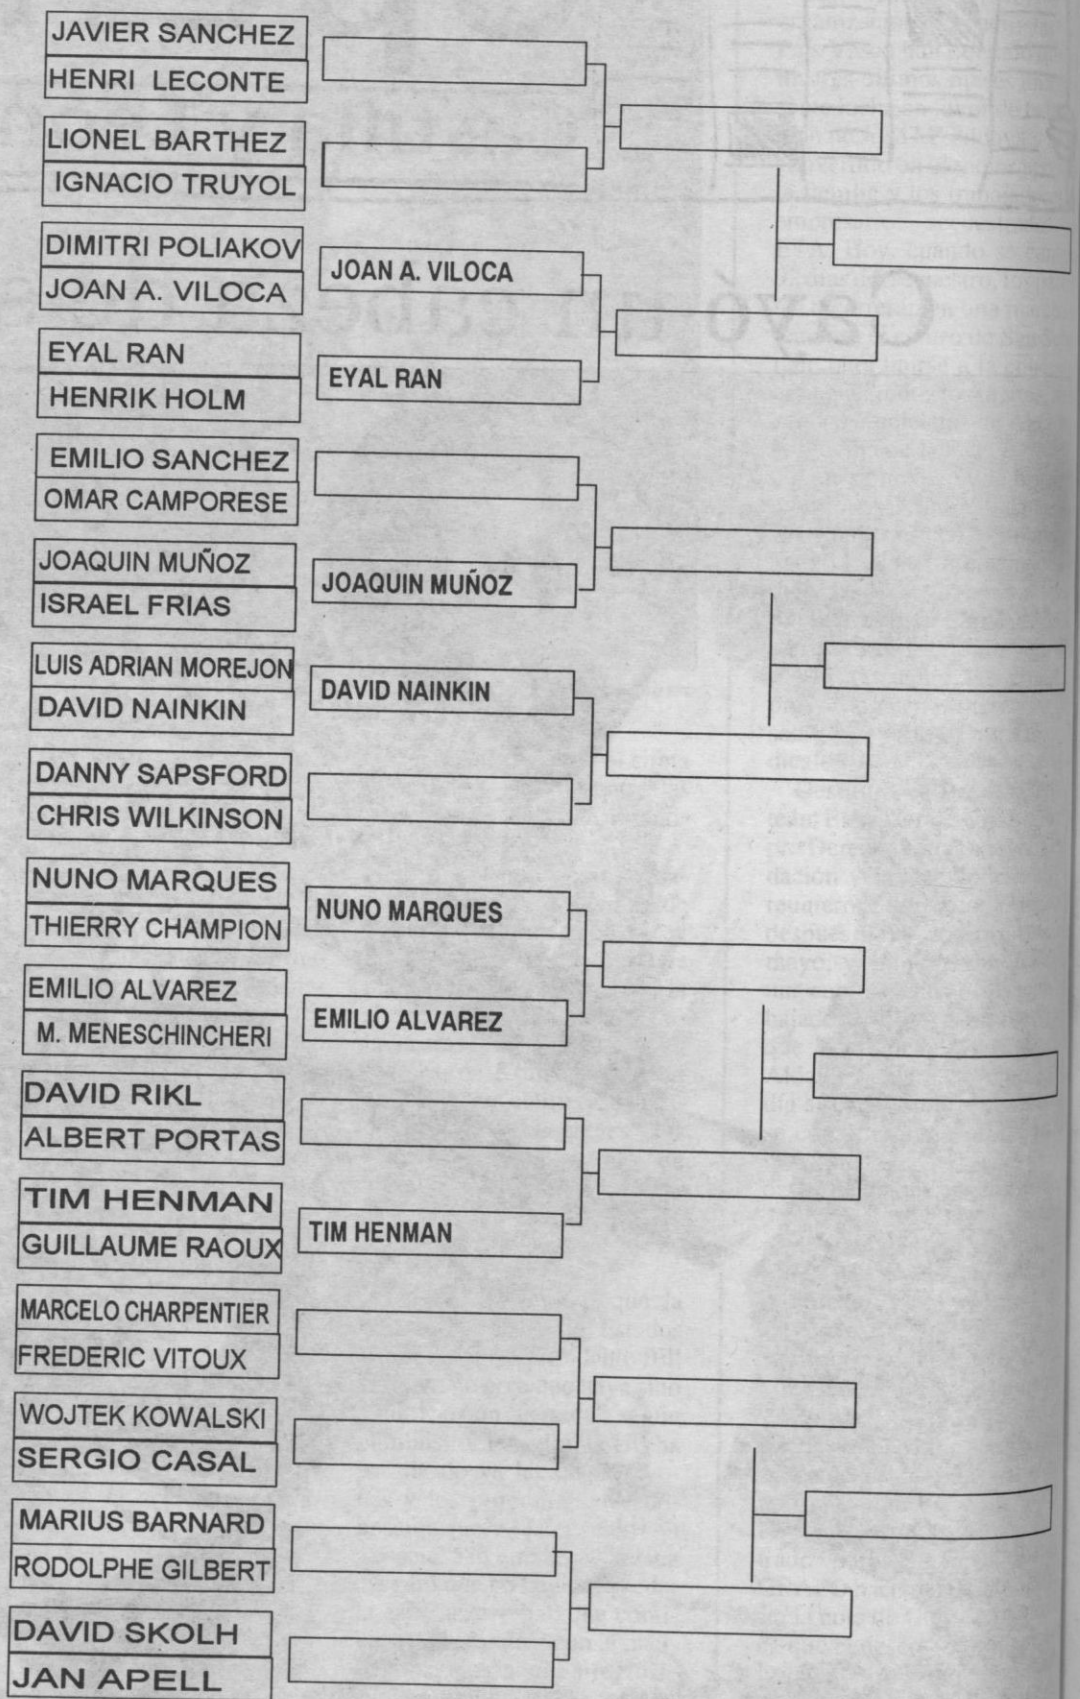 JAVIER SANCHEZ
HENRI LECONTE
LIONEL BARTHEZ
IGNACIO TRUYOL
DIMITRI POLIAKOV
JOAN A. VILOCA
EYAL RAN
HENRIK HOLM
EMILIO SANCHEZ
OMAR CAMPORESE
JOAQUIN MUÑOZ
ISRAEL FRIAS
LUIS ADRIAN MOREJON
DAVID NAINKIN
DANNY SAPSFORD
CHRIS WILKINSON
NUNO MARQUES
THIERRY CHAMPION
EMILIO ALVAREZ
M. MENESCHINCHERI
DAVID RIKL
ALBERT PORTAS
TIM HENMAN
GUILLAUME RAOUX
MARCELO CHARPENTIER
FREDERIC VITOUX
WOJTEK KOWALSKI
SERGIO CASAL
MARIUS BARNARD
RODOLPHE GILBERT
DAVID SKOLH
JAN APELL
JOAN A. VILOCA
EYAL RAN
JOAQUIN MUÑOZ
DAVID NAINKIN
NUNO MARQUES
EMILIO ALVAREZ
TIM HENMAN